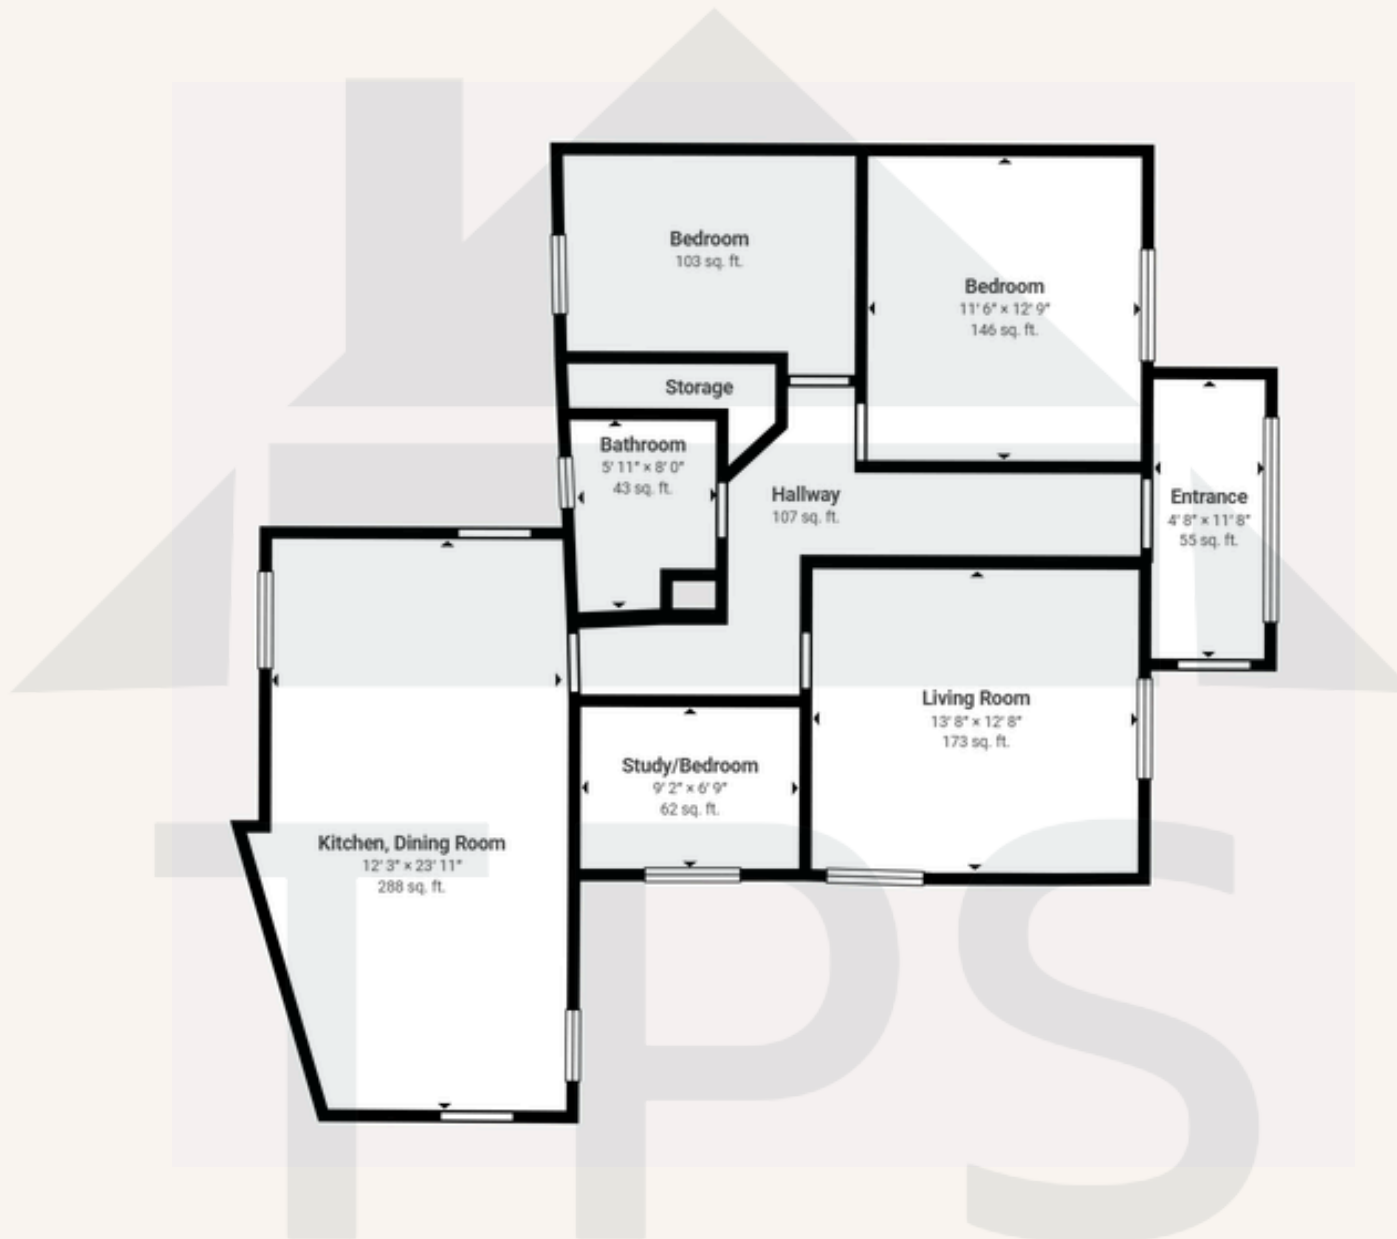 Bedroom
103 sq. ft.
Bedroom
11' 6" × 12' 9"
146 sq. ft.
Storage
Bathroom
5' 11" × 8' 0"
43 sq. ft.
Hallway
107 sq. ft.
Entrance
4' 8" × 11' 8"
55 sq. ft.
Living Room
13' 8" × 12' 8"
173 sq. ft.
Study/Bedroom
9' 2" × 6' 9"
62 sq. ft.
Kitchen, Dining Room
12' 3" × 23' 11"
288 sq. ft.
TPS